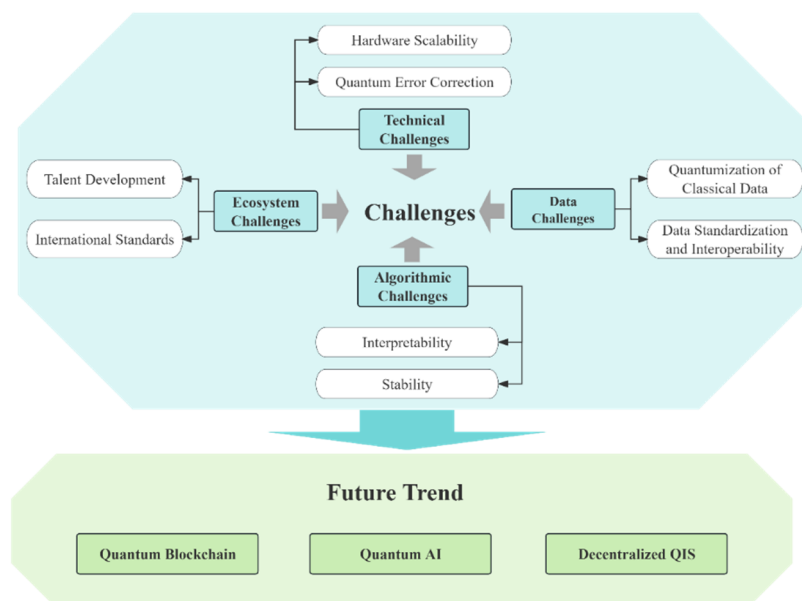 Hardware Scalability
Quantum Error Correction
Technical
Challenges
Talent Development
International Standards
Ecosystem
Challenges
Challenges
Data
Challenges
Quantumization of
Classical Data
Data Standardization
and Interoperability
Algorithmic
Challenges
Interpretability
Stability
Future Trend
Quantum Blockchain
Quantum AI
Decentralized QIS